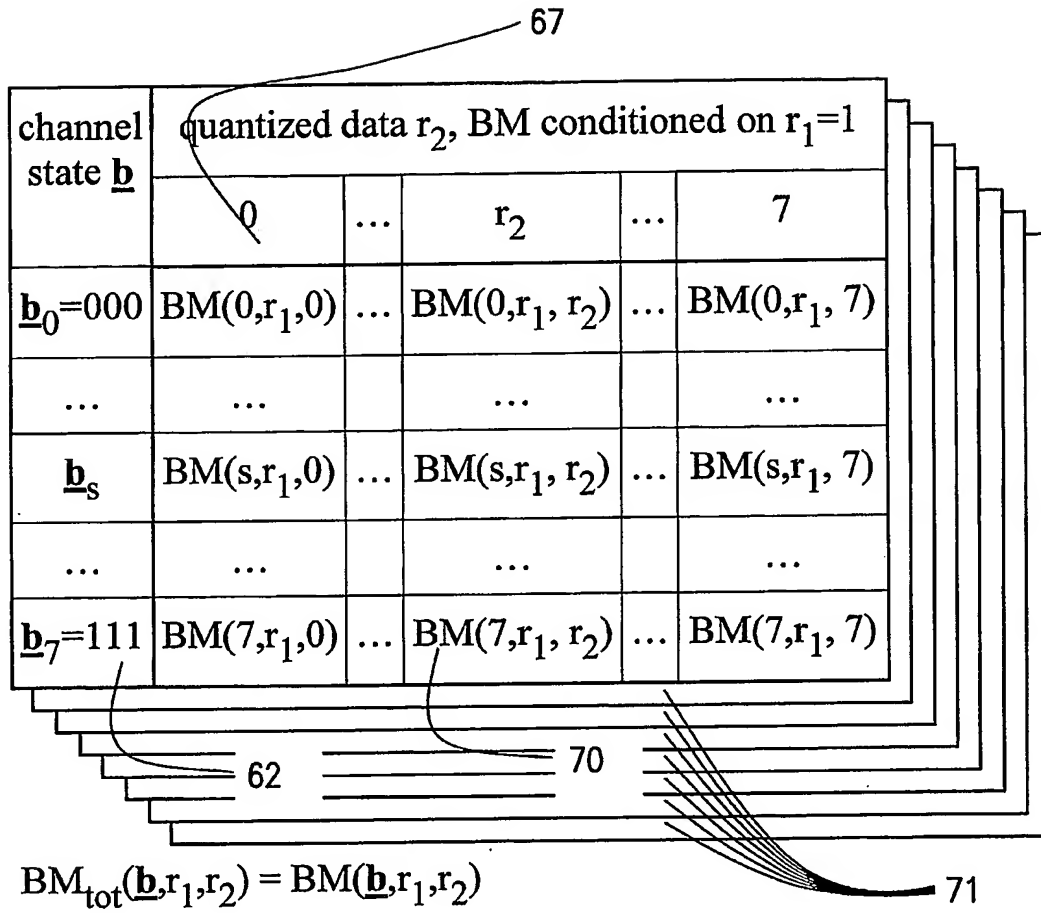 67
channel state b̲ quantized data r₂, BM conditioned on r₁=1
0 ... r₂ ... 7
b̲₀=000 BM(0,r₁,0) ... BM(0,r₁, r₂) ... BM(0,r₁, 7)
... ... ... ...
b̲ₛ BM(s,r₁,0) ... BM(s,r₁, r₂) ... BM(s,r₁, 7)
... ... ... ...
b̲₇=111 BM(7,r₁,0) ... BM(7,r₁, r₂) ... BM(7,r₁, 7)
62 70
BMₜₒₜ(b̲,r₁,r₂) = BM(b̲,r₁,r₂) 71